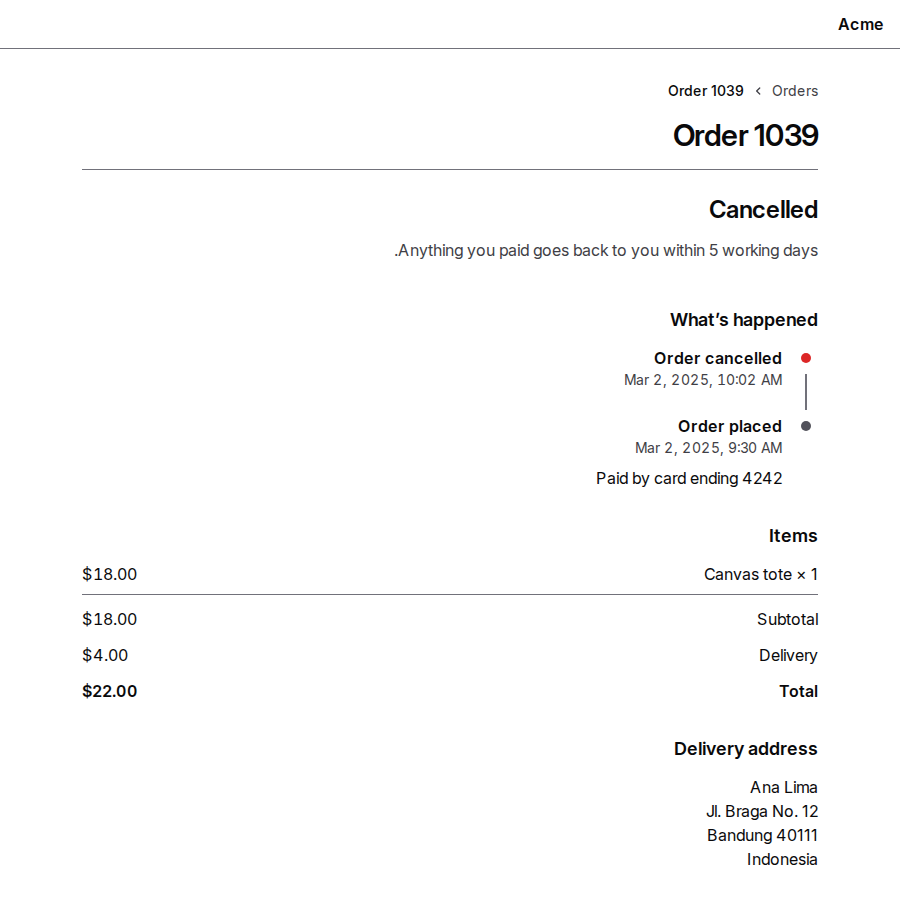 Acme
Orders › Order 1039
Order 1039
Cancelled
Anything you paid goes back to you within 5 working days.
What’s happened
Order cancelled
Mar 2, 2025, 10:02 AM
Order placed
Mar 2, 2025, 9:30 AM
Paid by card ending 4242
Items
Canvas tote × 1 $18.00
Subtotal $18.00
Delivery $4.00
Total $22.00
Delivery address
Ana Lima
Jl. Braga No. 12
Bandung 40111
Indonesia